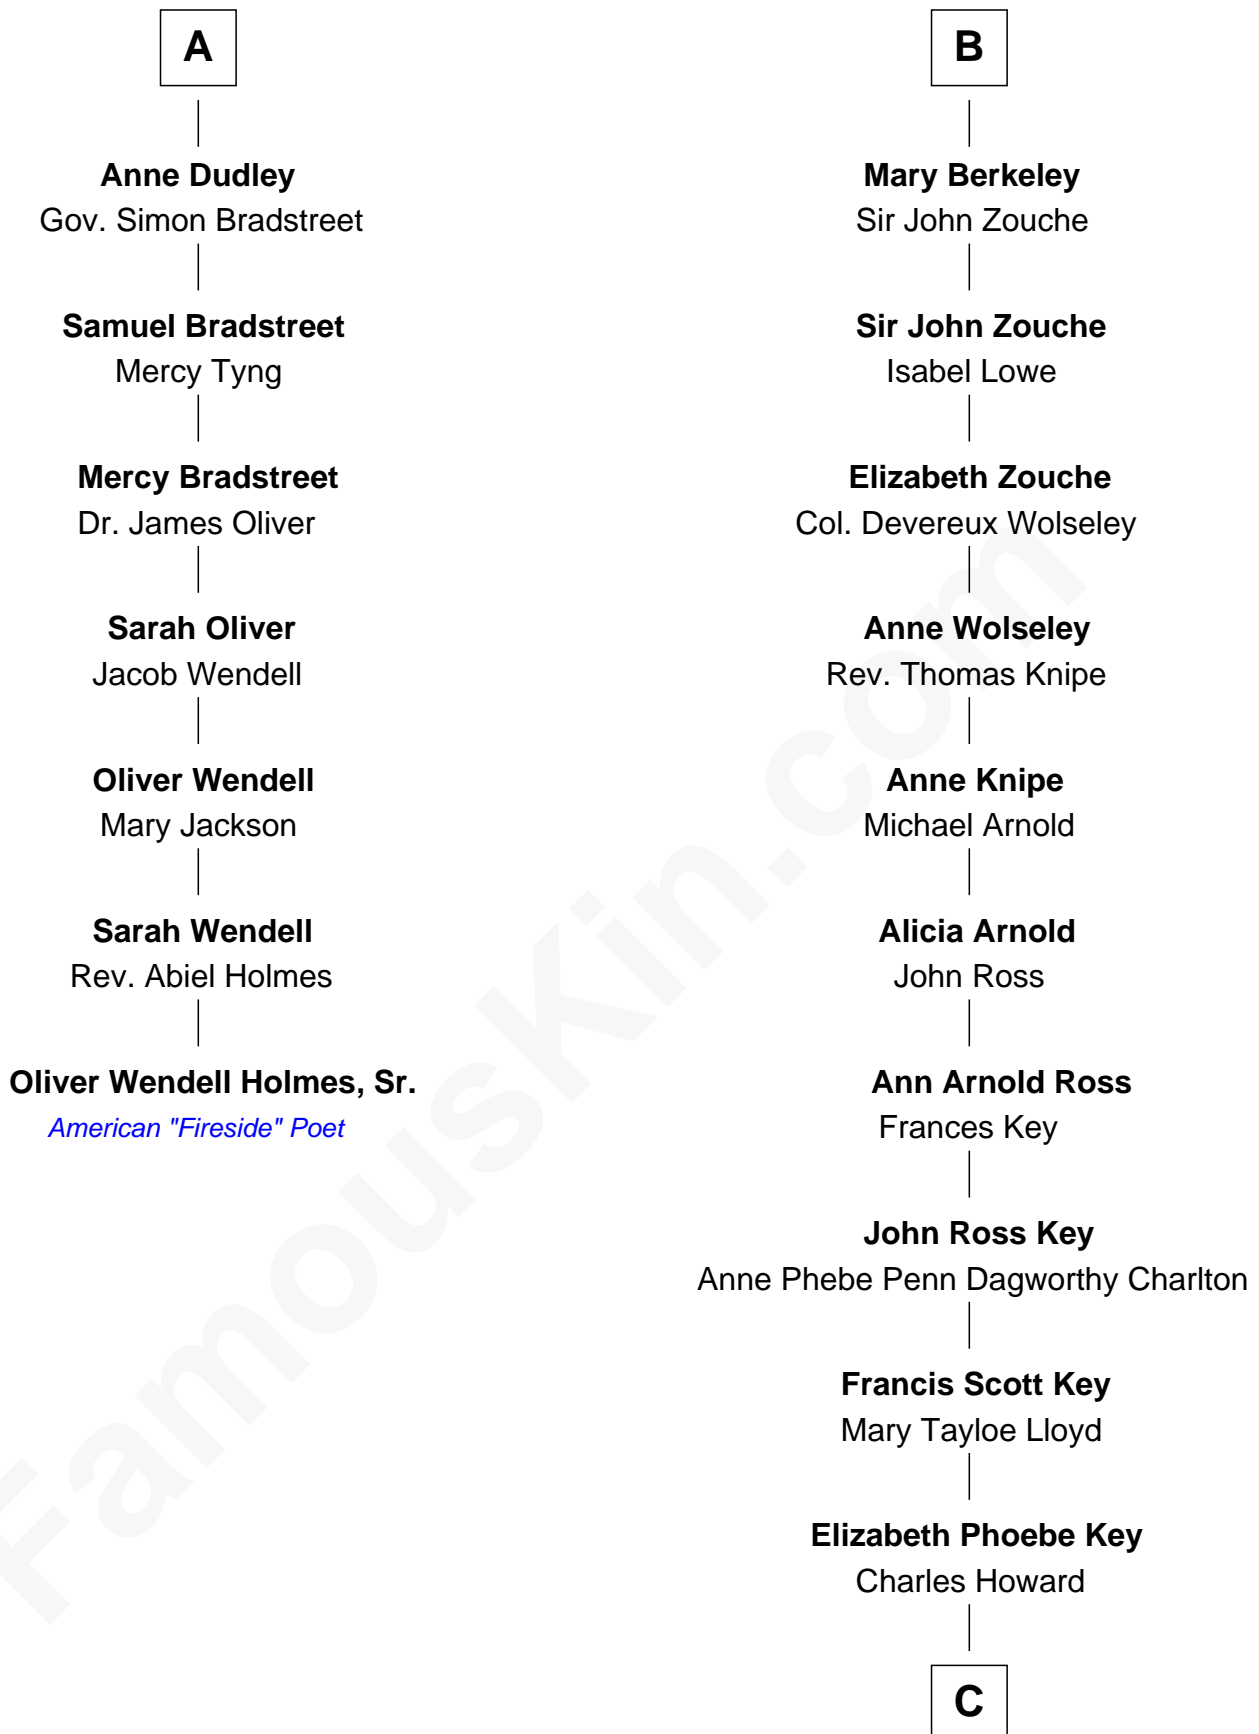 A
Anne Dudley
Gov. Simon Bradstreet
Samuel Bradstreet
Mercy Tyng
Mercy Bradstreet
Dr. James Oliver
Sarah Oliver
Jacob Wendell
Oliver Wendell
Mary Jackson
Sarah Wendell
Rev. Abiel Holmes
Oliver Wendell Holmes, Sr.
American "Fireside" Poet
B
Mary Berkeley
Sir John Zouche
Sir John Zouche
Isabel Lowe
Elizabeth Zouche
Col. Devereux Wolseley
Anne Wolseley
Rev. Thomas Knipe
Anne Knipe
Michael Arnold
Alicia Arnold
John Ross
Ann Arnold Ross
Frances Key
John Ross Key
Anne Phebe Penn Dagworthy Charlton
Francis Scott Key
Mary Tayloe Lloyd
Elizabeth Phoebe Key
Charles Howard
C
FamousKin.com